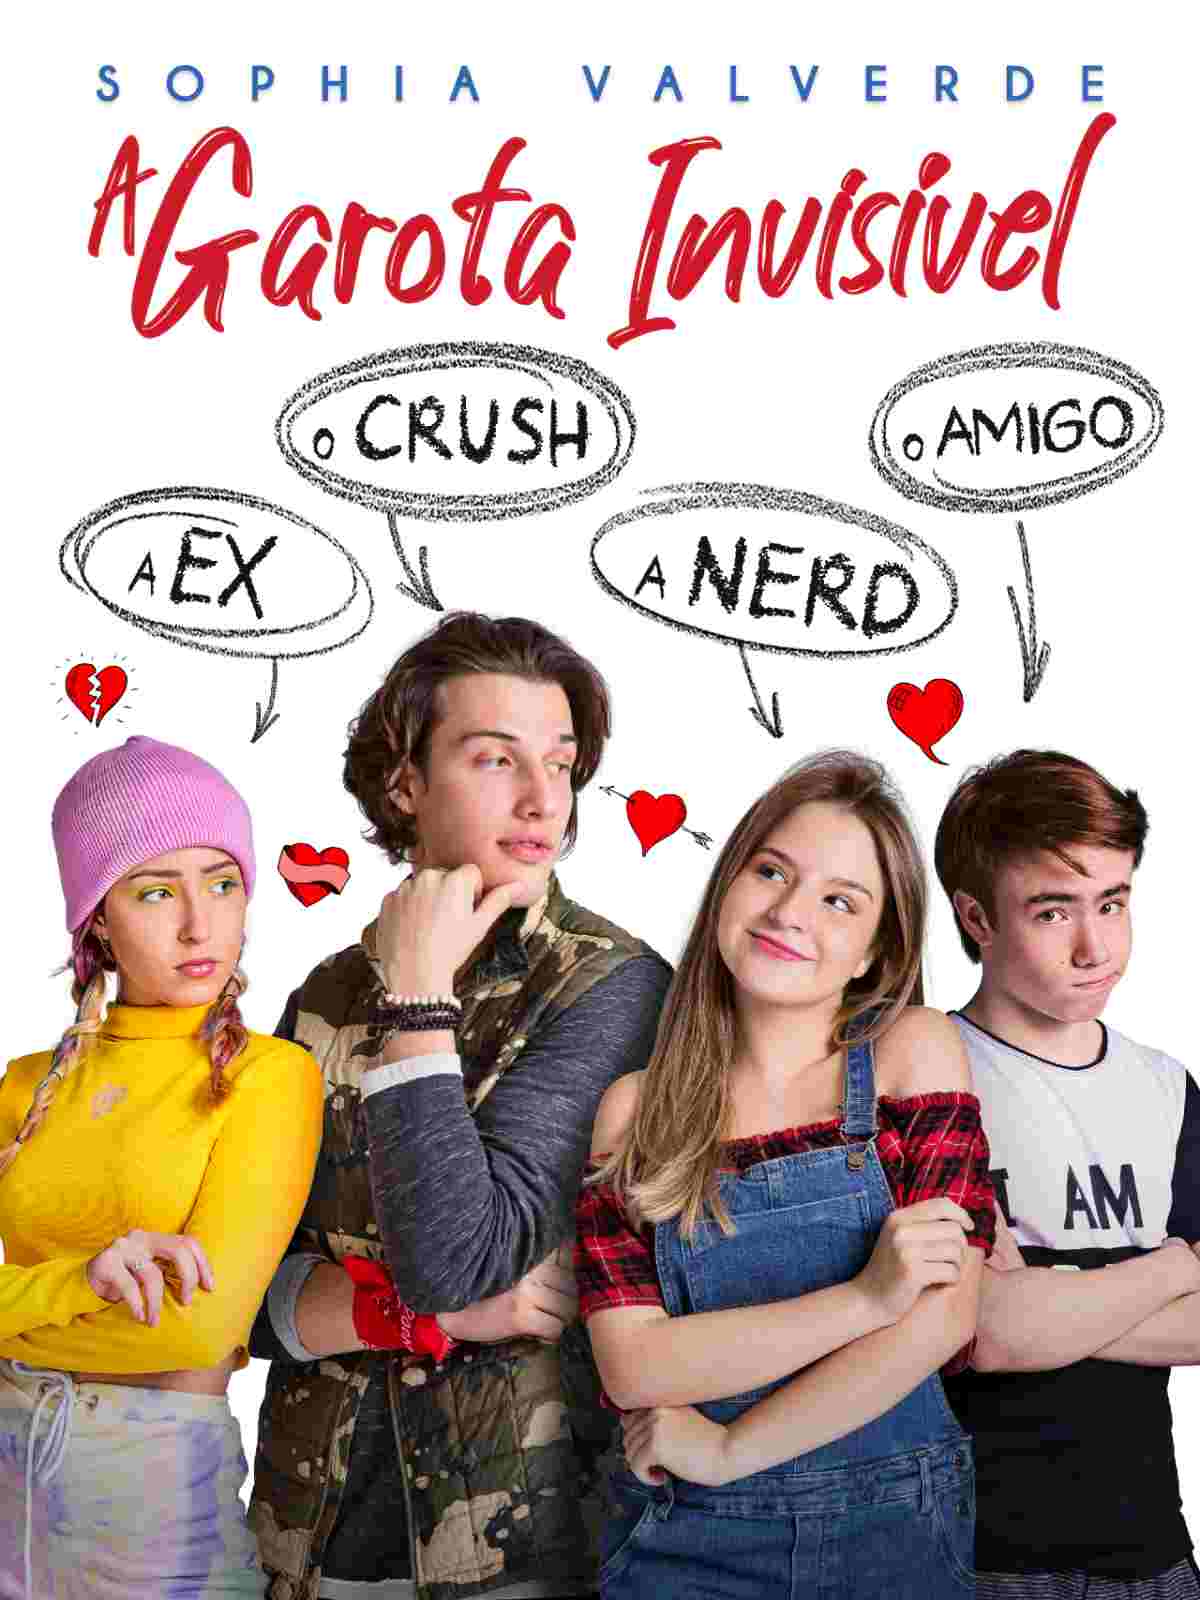 SOPHIA VALVERDE
A Garota Invisível
O CRUSH
O AMIGO
A EX
A NERD
I AM